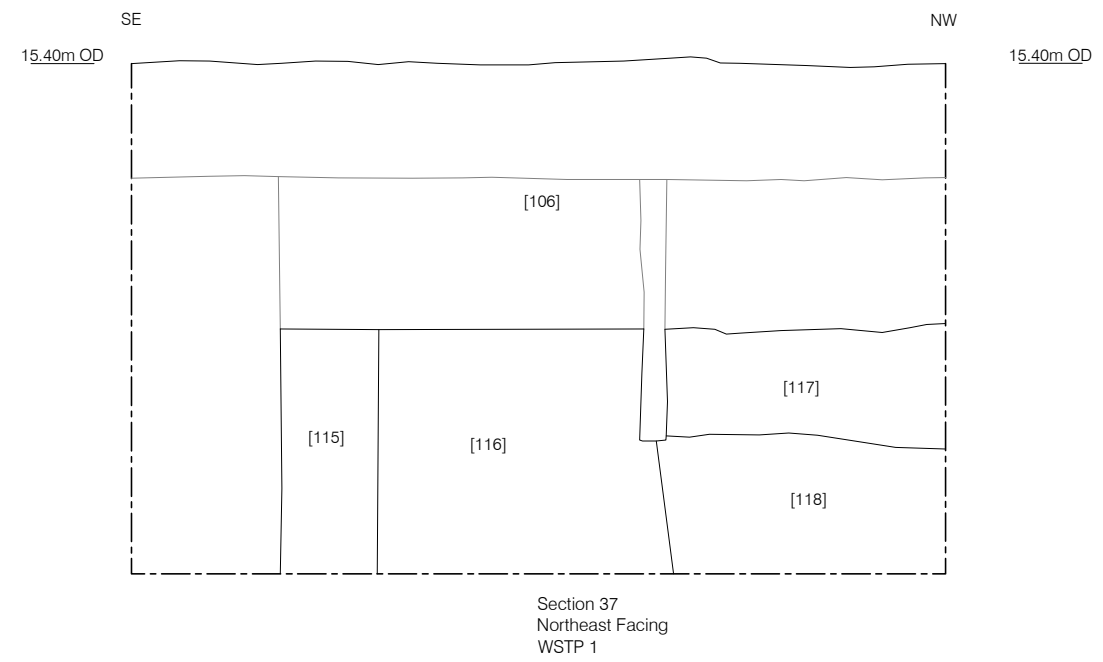 SE
NW
15.40m OD
15.40m OD
[106]
[117]
[115]
[116]
[118]
Section 37
Northeast Facing
WSTP 1